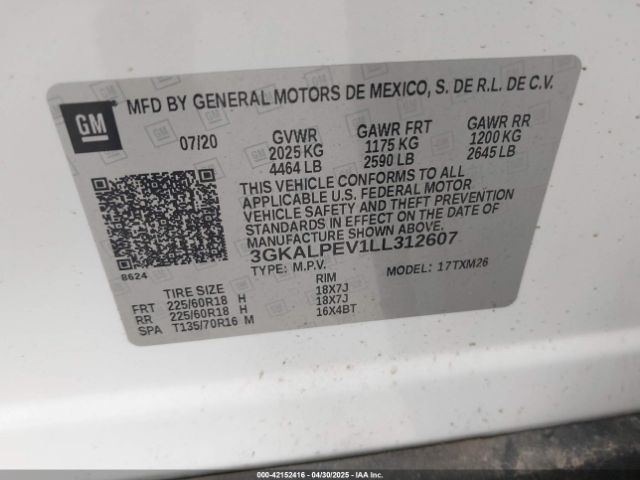 GM
MFD BY GENERAL MOTORS DE MEXICO, S. DE R.L. DE C.V.
07/20 GVWR GAWR FRT GAWR RR
2025 KG 1175 KG 1200 KG
4464 LB 2590 LB 2645 LB
THIS VEHICLE CONFORMS TO ALL
APPLICABLE U.S. FEDERAL MOTOR
VEHICLE SAFETY AND THEFT PREVENTION
STANDARDS IN EFFECT ON THE DATE OF
MANUFACTURE SHOWN ABOVE.
3GKALPEV1LL312607
8624
TYPE: M.P.V. MODEL: 17TXM26
TIRE SIZE RIM
FRT 225/60R18 H 18X7J
RR 225/60R18 H 18X7J
SPA T135/70R16 M 16X4BT
000-42152416 - 04/30/2025 - IAA Inc.